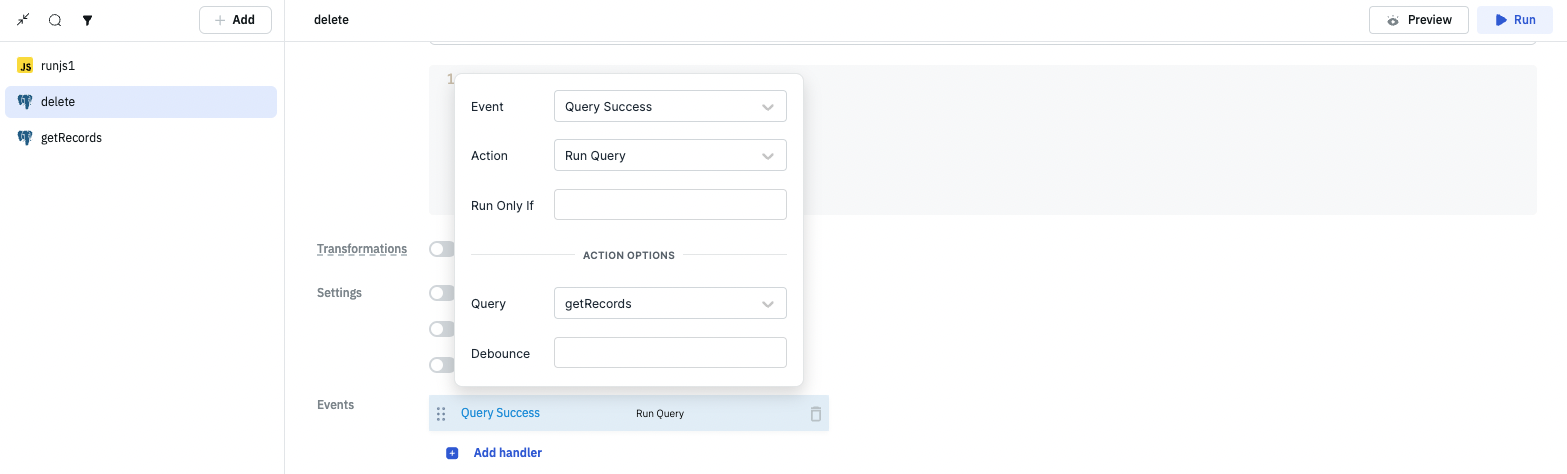 Add
delete
Preview
Run
JS
runjs1
delete
getRecords
1
Event
Query Success
Action
Run Query
Run Only If
ACTION OPTIONS
Query
getRecords
Debounce
Transformations
Settings
Events
Query Success
Run Query
Add handler